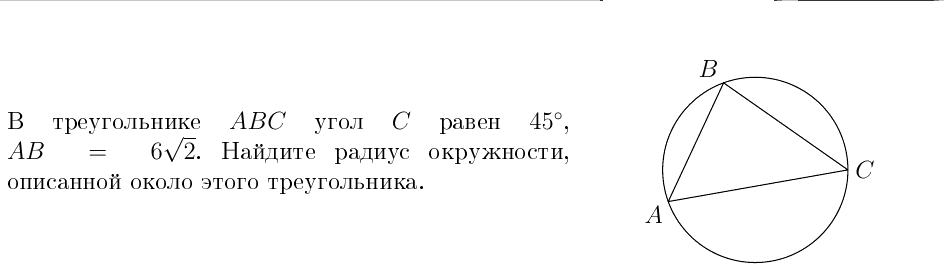 В треугольнике ABC угол C равен 45°,
AB = 6√2. Найдите радиус окружности,
описанной около этого треугольника.
B
C
A